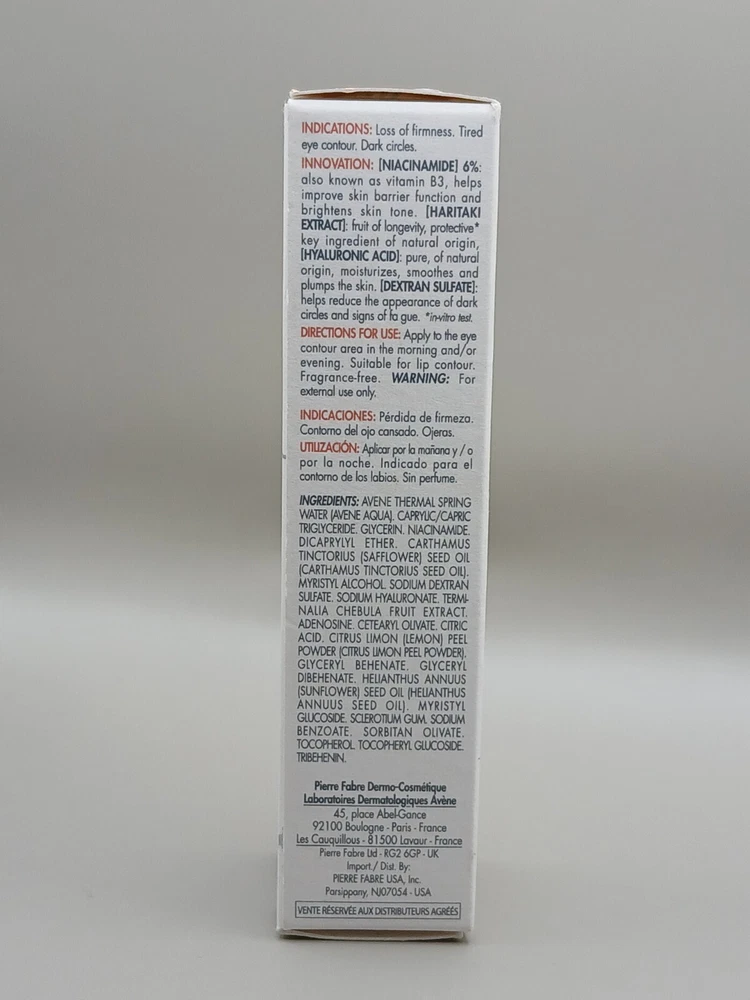 INDICATIONS: Loss of firmness. Tired
eye contour. Dark circles.
INNOVATION: [NIACINAMIDE] 6%:
also known as vitamin B3, helps
improve skin barrier function and
brightens skin tone. [HARITAKI
EXTRACT]: fruit of longevity, protective*
key ingredient of natural origin,
[HYALURONIC ACID]: pure, of natural
origin, moisturizes, smoothes and
plumps the skin. [DEXTRAN SULFATE]:
helps reduce the appearance of dark
circles and signs of fa gue. *in-vitro test.
DIRECTIONS FOR USE: Apply to the eye
contour area in the morning and/or
evening. Suitable for lip contour.
Fragrance-free. WARNING: For
external use only.
INDICACIONES: Pérdida de firmeza.
Contorno del ojo cansado. Ojeras.
UTILIZACIÓN: Aplicar por la mañana y / o
por la noche. Indicado para el
contorno de los labios. Sin perfume.
INGREDIENTS: AVENE THERMAL SPRING
WATER (AVENE AQUA). CAPRYLIC/CAPRIC
TRIGLYCERIDE. GLYCERIN. NIACINAMIDE.
DICAPRYLYL ETHER. CARTHAMUS
TINCTORIUS (SAFFLOWER) SEED OIL
(CARTHAMUS TINCTORIUS SEED OIL).
MYRISTYL ALCOHOL. SODIUM DEXTRAN
SULFATE. SODIUM HYALURONATE. TERMI-
NALIA CHEBULA FRUIT EXTRACT.
ADENOSINE. CETEARYL OLIVATE. CITRIC
ACID. CITRUS LIMON (LEMON) PEEL
POWDER (CITRUS LIMON PEEL POWDER).
GLYCERYL BEHENATE. GLYCERYL
DIBEHENATE. HELIANTHUS ANNUUS
(SUNFLOWER) SEED OIL (HELIANTHUS
ANNUUS SEED OIL). MYRISTYL
GLUCOSIDE. SCLEROTIUM GUM. SODIUM
BENZOATE. SORBITAN OLIVATE.
TOCOPHEROL. TOCOPHERYL GLUCOSIDE.
TRIBEHENIN.
Pierre Fabre Dermo-Cosmétique
Laboratoires Dermatologiques Avène
45, place Abel-Gance
92100 Boulogne - Paris - France
Les Cauquillous - 81500 Lavaur - France
Pierre Fabre Ltd - RG2 6GP - UK
Import./ Dist. By:
PIERRE FABRE USA, Inc.
Parsippany, NJ07054 - USA
VENTE RÉSERVÉE AUX DISTRIBUTEURS AGRÉÉS